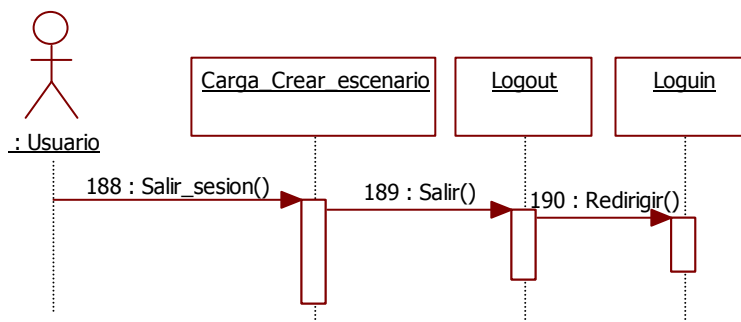 Carga_Crear_escenario
Logout
Loguin
: Usuario
188 : Salir_sesion()
189 : Salir()
190 : Redirigir()